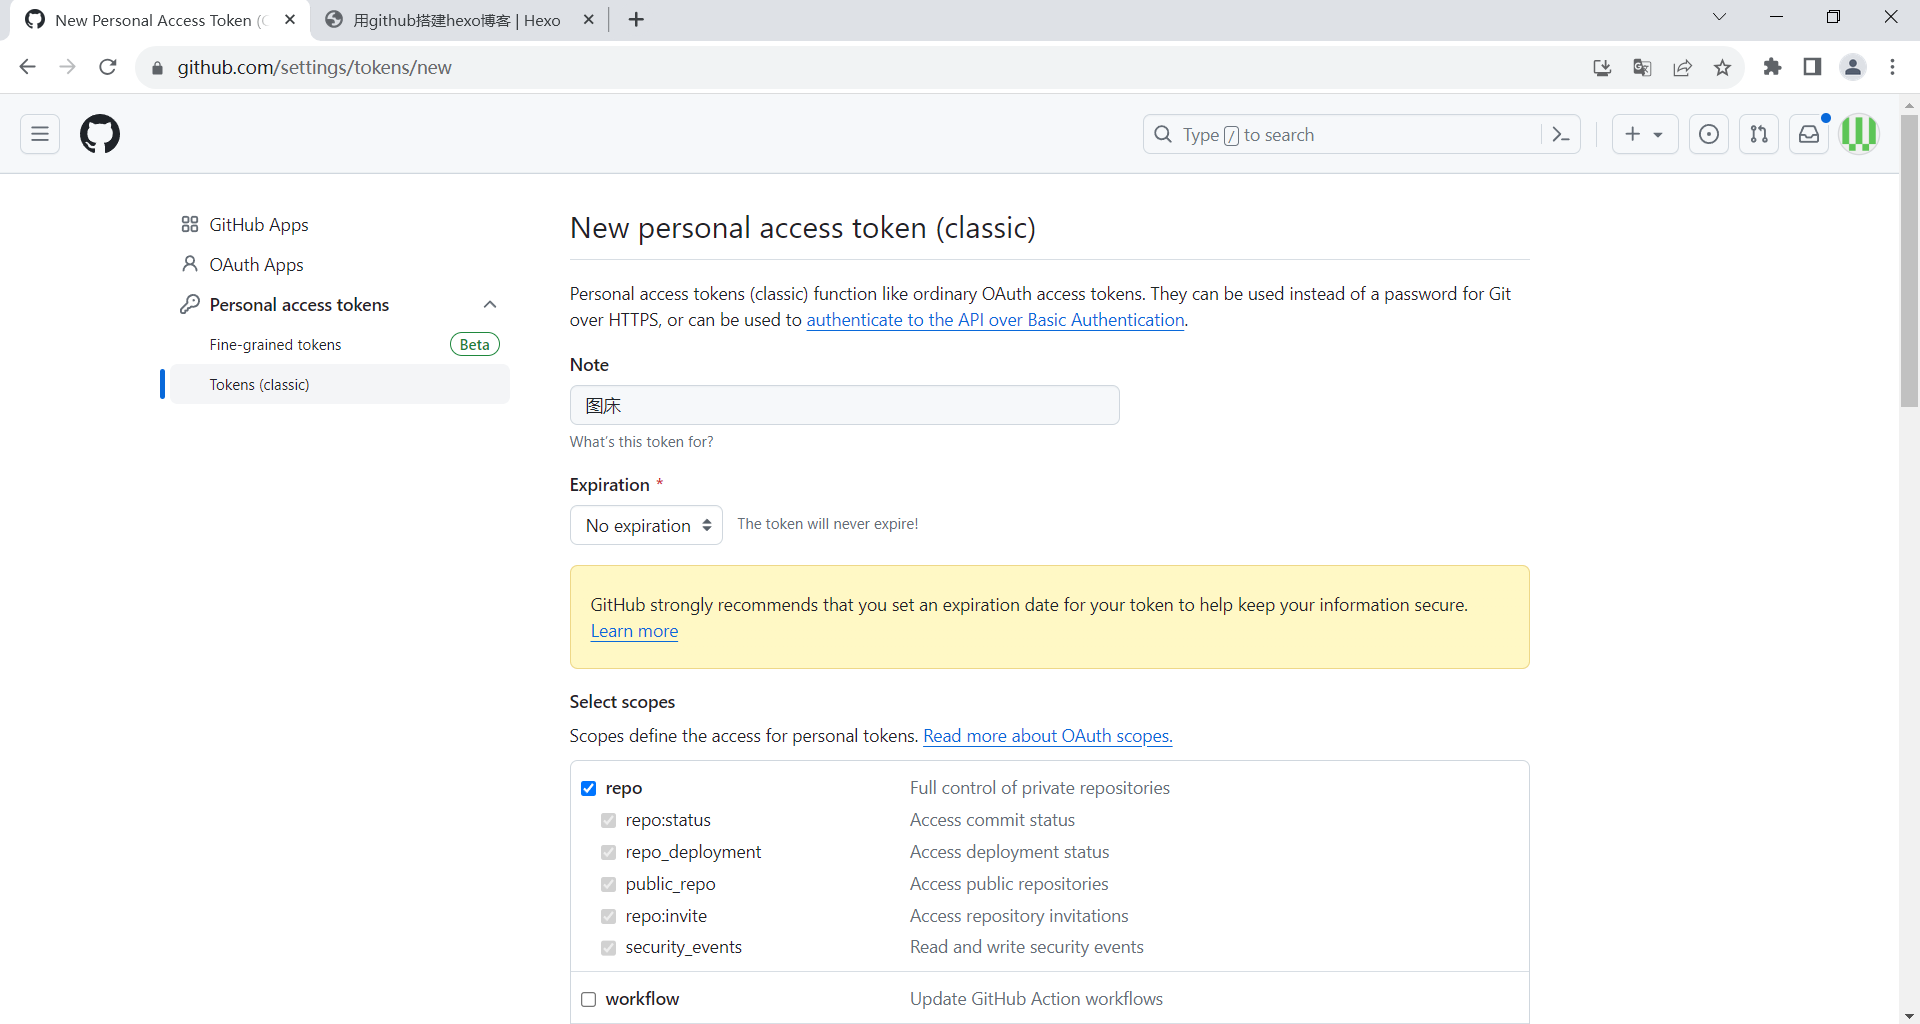 New Personal Access Token (C
用github搭建hexo博客 | Hexo
github.com/settings/tokens/new
Type / to search
GitHub Apps
OAuth Apps
Personal access tokens
Fine-grained tokens
Beta
Tokens (classic)
New personal access token (classic)
Personal access tokens (classic) function like ordinary OAuth access tokens. They can be used instead of a password for Git
over HTTPS, or can be used to authenticate to the API over Basic Authentication.
Note
图床
What's this token for?
Expiration *
No expiration
The token will never expire!
GitHub strongly recommends that you set an expiration date for your token to help keep your information secure.
Learn more
Select scopes
Scopes define the access for personal tokens. Read more about OAuth scopes.
repo Full control of private repositories
repo:status Access commit status
repo_deployment Access deployment status
public_repo Access public repositories
repo:invite Access repository invitations
security_events Read and write security events
workflow Update GitHub Action workflows